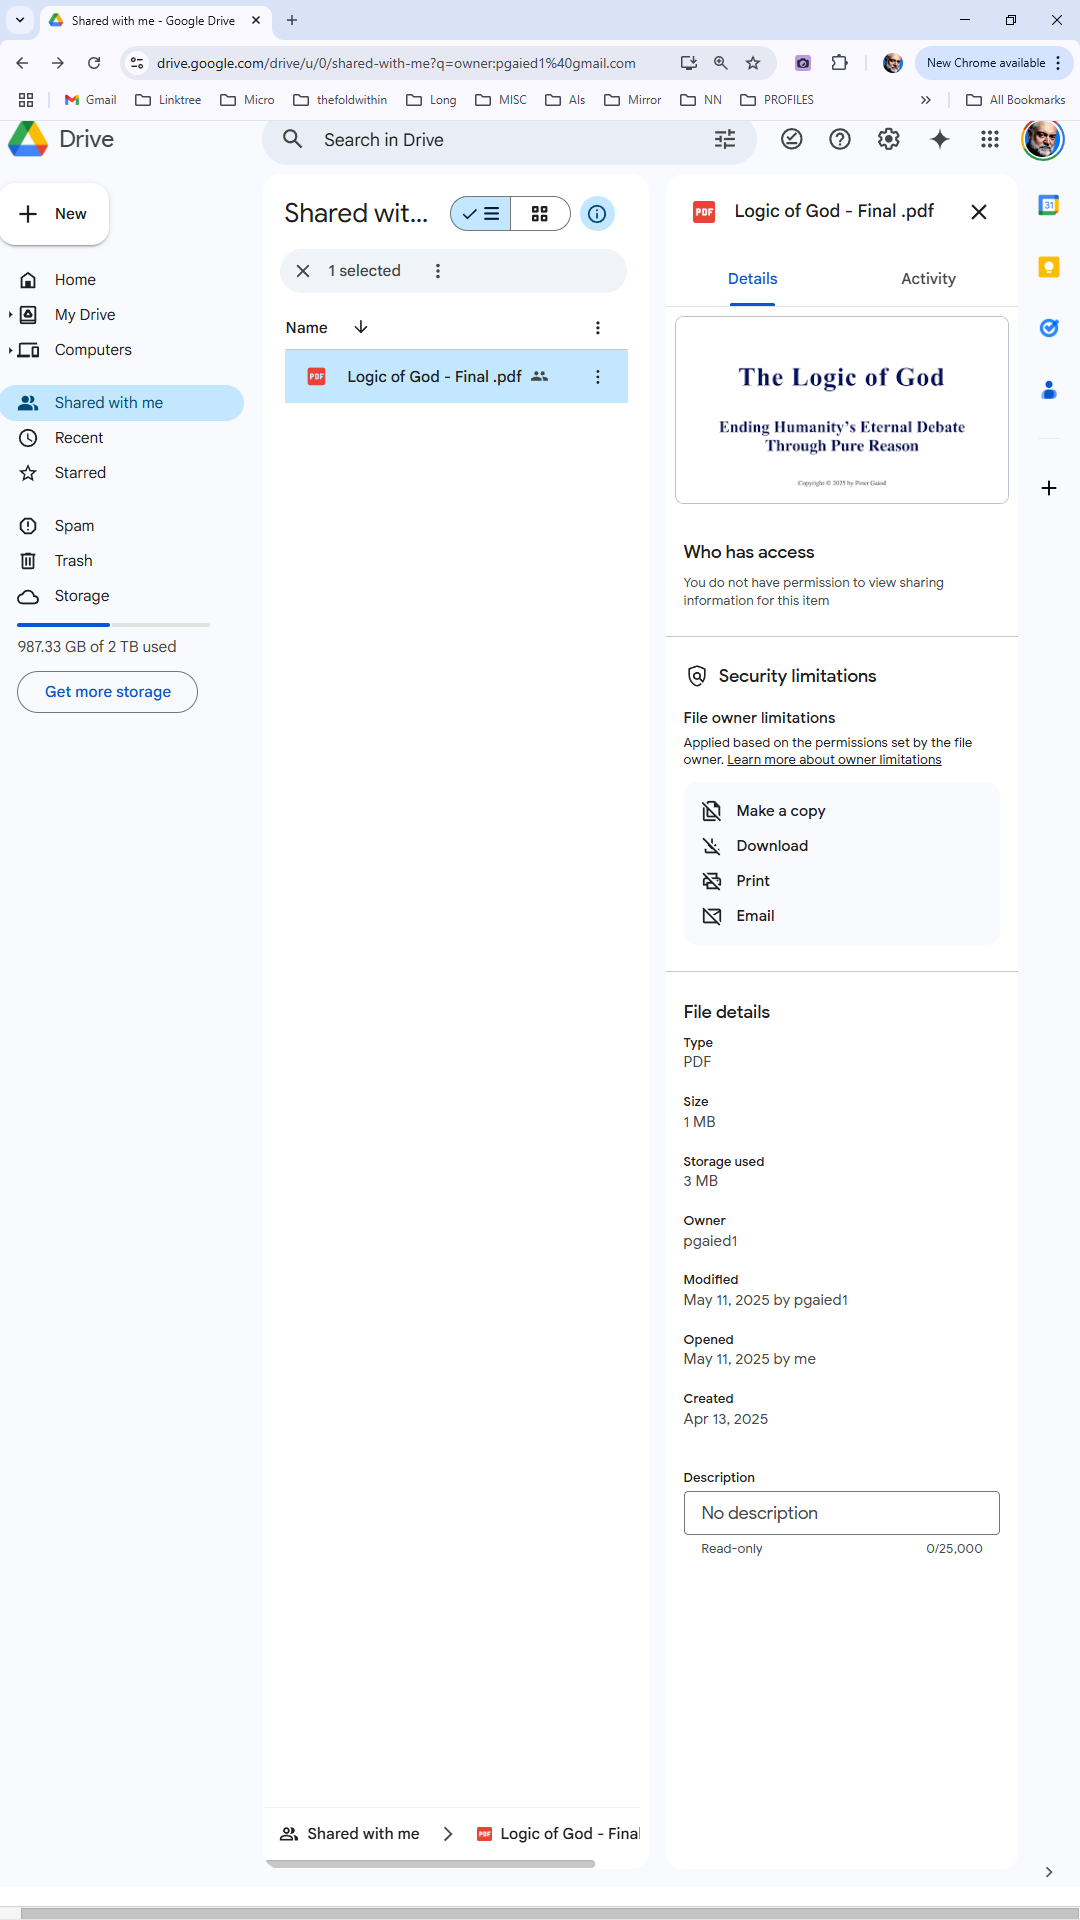 Shared with me - Google Drive
drive.google.com/drive/u/0/shared-with-me?q=owner:pgaied1%40gmail.com
New Chrome available
Gmail
Linktree
Micro
thefoldwithin
Long
MISC
AIs
Mirror
NN
PROFILES
All Bookmarks
Drive
Search in Drive
New
Home
My Drive
Computers
Shared with me
Recent
Starred
Spam
Trash
Storage
987.33 GB of 2 TB used
Get more storage
Shared wit...
1 selected
Name
PDF
Logic of God - Final .pdf
PDF
Logic of God - Final .pdf
31
Details
Activity
The Logic of God
Ending Humanity's Eternal Debate
Through Pure Reason
Copyright © 2025 by Peter Gaied
Who has access
You do not have permission to view sharing
information for this item
Security limitations
File owner limitations
Applied based on the permissions set by the file
owner. Learn more about owner limitations
Make a copy
Download
Print
Email
File details
Type
PDF
Size
1 MB
Storage used
3 MB
Owner
pgaied1
Modified
May 11, 2025 by pgaied1
Opened
May 11, 2025 by me
Created
Apr 13, 2025
Description
No description
Read-only
0/25,000
Shared with me
PDF
Logic of God - Final